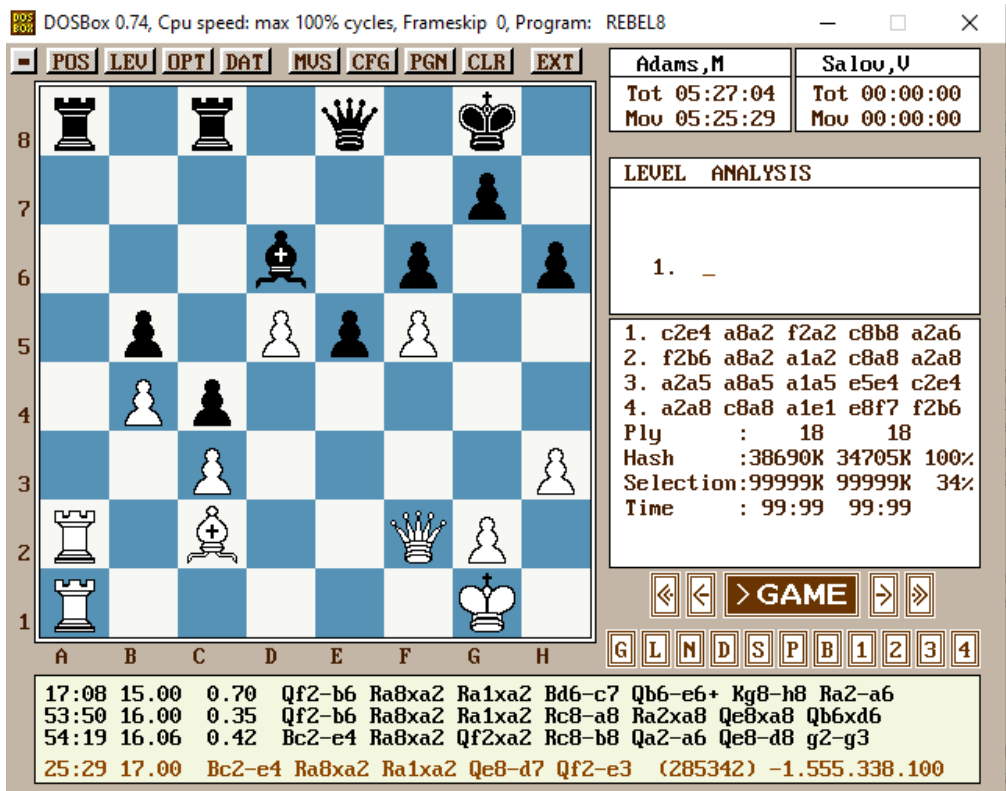 DOS BOX DOSBox 0.74, Cpu speed: max 100% cycles, Frameskip 0, Program: REBEL8
- POS LEV OPT DAT MVS CFG PGN CLR EXT
Adams,M Salov,V
Tot 05:27:04 Tot 00:00:00
Mov 05:25:29 Mov 00:00:00
LEVEL ANALYSIS
1. _
8
7
6
5
4
3
2
1
A B C D E F G H
1. c2e4 a8a2 f2a2 c8b8 a2a6
2. f2b6 a8a2 a1a2 c8a8 a2a8
3. a2a5 a8a5 a1a5 e5e4 c2e4
4. a2a8 c8a8 a1e1 e8f7 f2b6
Ply : 18 18
Hash :38690K 34705K 100%
Selection:99999K 99999K 34%
Time : 99:99 99:99
>GAME
G L N D S P B 1 2 3 4
17:08 15.00 0.70 Qf2-b6 Ra8xa2 Ra1xa2 Bd6-c7 Qb6-e6+ Kg8-h8 Ra2-a6
53:50 16.00 0.35 Qf2-b6 Ra8xa2 Ra1xa2 Rc8-a8 Ra2xa8 Qe8xa8 Qb6xd6
54:19 16.06 0.42 Bc2-e4 Ra8xa2 Qf2xa2 Rc8-b8 Qa2-a6 Qe8-d8 g2-g3
25:29 17.00 Bc2-e4 Ra8xa2 Ra1xa2 Qe8-d7 Qf2-e3 (285342) -1.555.338.100